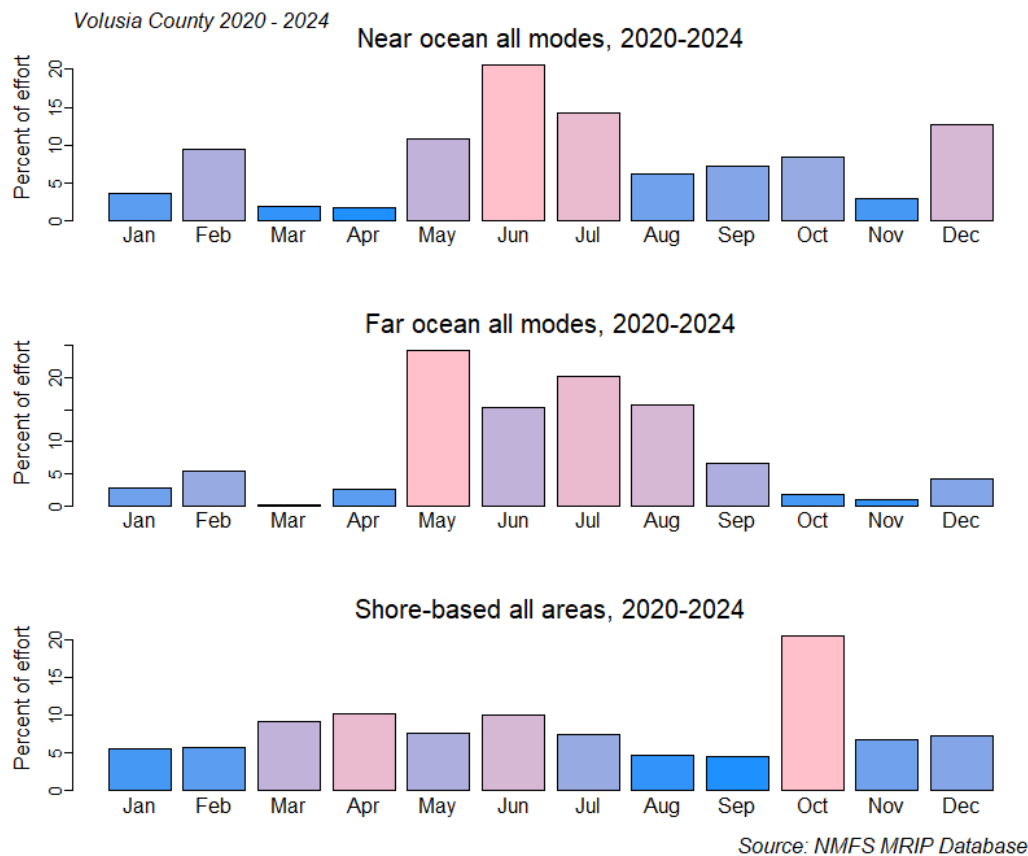 Volusia County 2020 - 2024
Near ocean all modes, 2020-2024
Percent of effort
20
15
10
5
0
Jan Feb Mar Apr May Jun Jul Aug Sep Oct Nov Dec
Far ocean all modes, 2020-2024
Percent of effort
20
10
5
0
Jan Feb Mar Apr May Jun Jul Aug Sep Oct Nov Dec
Shore-based all areas, 2020-2024
Percent of effort
20
15
10
5
0
Jan Feb Mar Apr May Jun Jul Aug Sep Oct Nov Dec
Source: NMFS MRIP Database